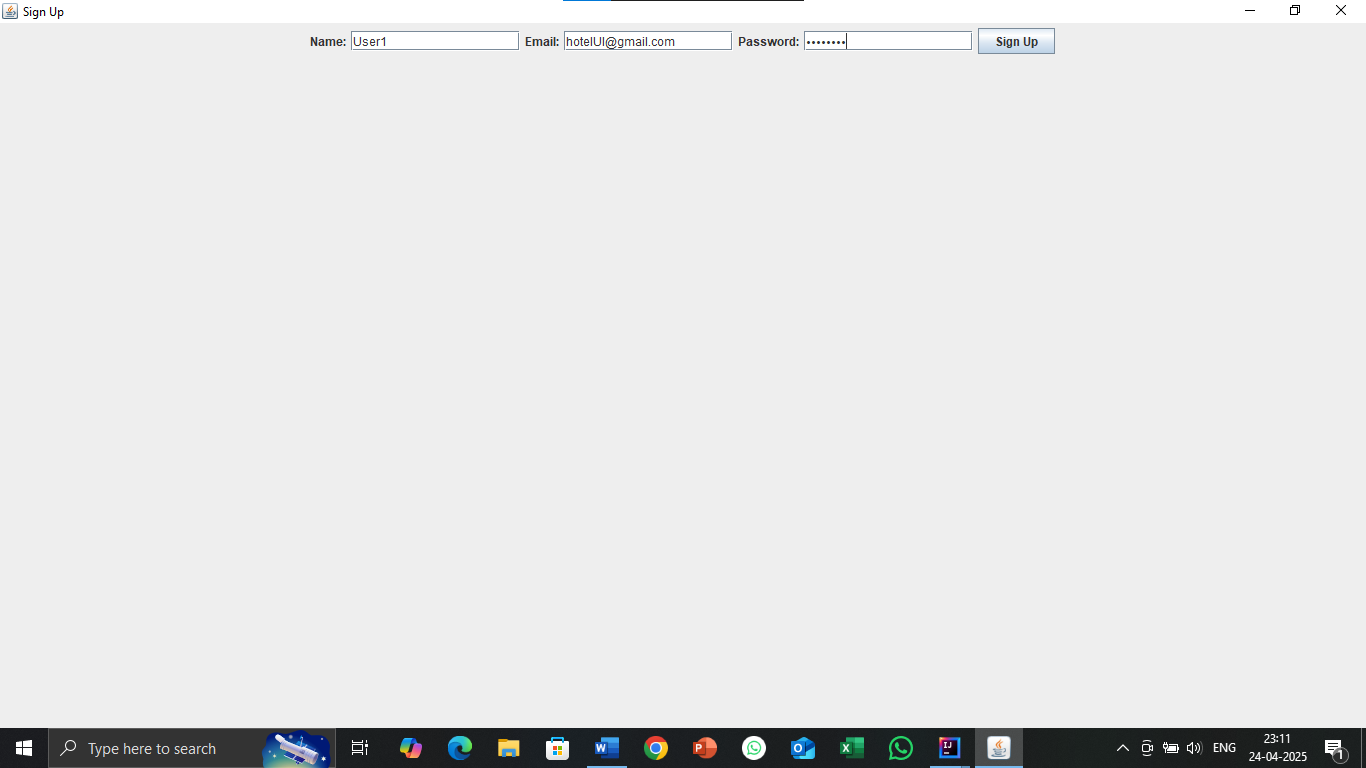 Sign Up
Name: User1 Email: hotelUI@gmail.com Password: •••••••• Sign Up
Type here to search
ENG
23:11
24-04-2025
1